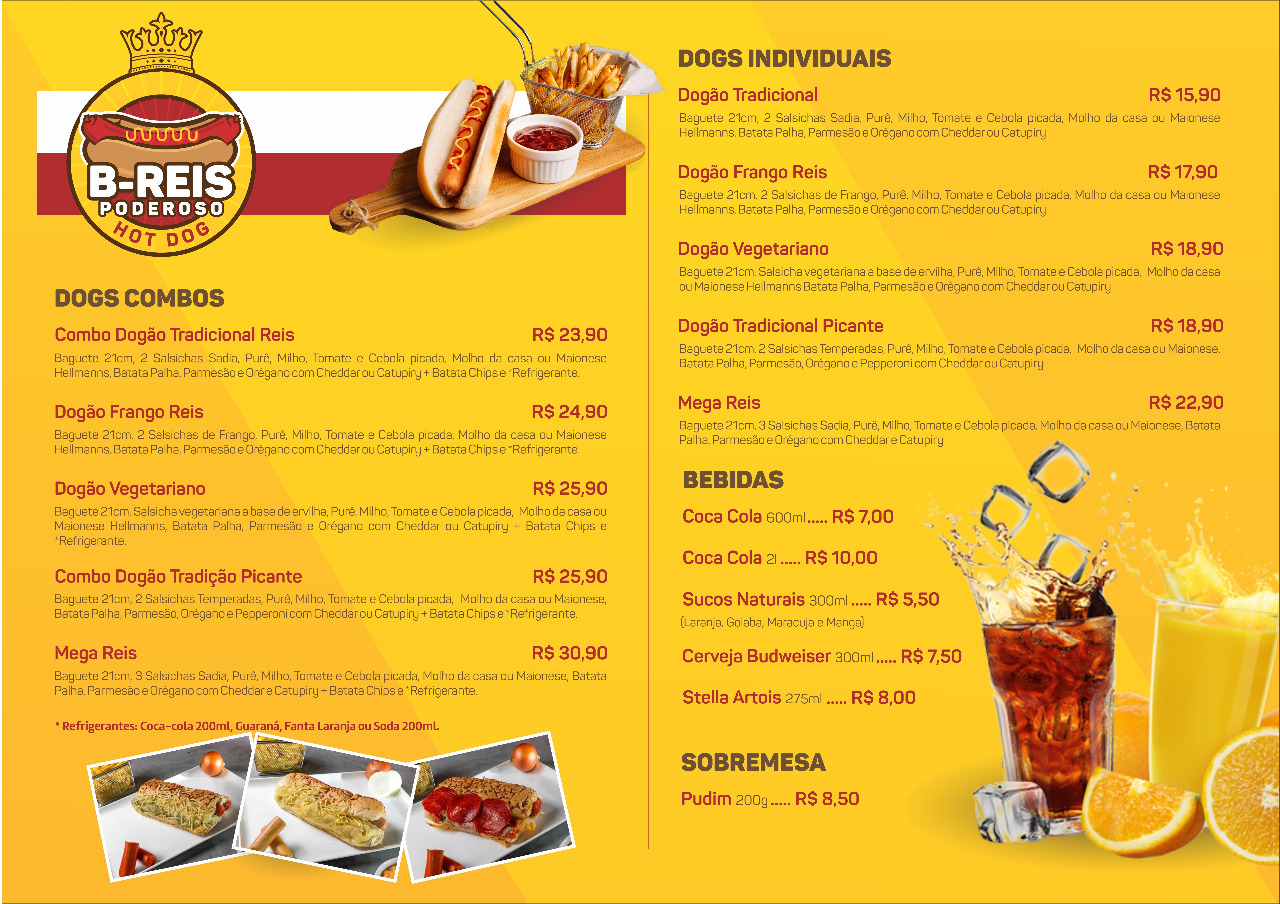 B-REIS
PODEROSO
HOT DOG
DOGS COMBOS
Combo Dogão Tradicional Reis R$ 23,90
Baguete 21cm, 2 Salsichas Sadia, Purê, Milho, Tomate e Cebola picada, Molho da casa ou Maionese
Hellmanns, Batata Palha, Parmesão e Orégano com Cheddar ou Catupiry + Batata Chips e *Refrigerante.
Dogão Frango Reis R$ 24,90
Baguete 21cm, 2 Salsichas de Frango, Purê, Milho, Tomate e Cebola picada, Molho da casa ou Maionese
Hellmanns, Batata Palha, Parmesão e Orégano com Cheddar ou Catupiry + Batata Chips e *Refrigerante.
Dogão Vegetariano R$ 25,90
Baguete 21cm, Salsicha vegetariana a base de ervilha, Purê, Milho, Tomate e Cebola picada, Molho da casa ou
Maionese Hellmanns, Batata Palha, Parmesão e Orégano com Cheddar ou Catupiry + Batata Chips e
*Refrigerante.
Combo Dogão Tradição Picante R$ 25,90
Baguete 21cm, 2 Salsichas Temperadas, Purê, Milho, Tomate e Cebola picada, Molho da casa ou Maionese,
Batata Palha, Parmesão, Orégano e Pepperoni com Cheddar ou Catupiry + Batata Chips e *Refrigerante.
Mega Reis R$ 30,90
Baguete 21cm, 3 Salsichas Sadia, Purê, Milho, Tomate e Cebola picada, Molho da casa ou Maionese, Batata
Palha, Parmesão e Orégano com Cheddar e Catupiry + Batata Chips e *Refrigerante.
* Refrigerantes: Coca-cola 200ml, Guaraná, Fanta Laranja ou Soda 200ml.
DOGS INDIVIDUAIS
Dogão Tradicional R$ 15,90
Baguete 21cm, 2 Salsichas Sadia, Purê, Milho, Tomate e Cebola picada, Molho da casa ou Maionese
Hellmanns, Batata Palha, Parmesão e Orégano com Cheddar ou Catupiry
Dogão Frango Reis R$ 17,90
Baguete 21cm, 2 Salsichas de Frango, Purê, Milho, Tomate e Cebola picada, Molho da casa ou Maionese
Hellmanns, Batata Palha, Parmesão e Orégano com Cheddar ou Catupiry
Dogão Vegetariano R$ 18,90
Baguete 21cm, Salsicha vegetariana a base de ervilha, Purê, Milho, Tomate e Cebola picada, Molho da casa
ou Maionese Hellmanns Batata Palha, Parmesão e Orégano com Cheddar ou Catupiry
Dogão Tradicional Picante R$ 18,90
Baguete 21cm, 2 Salsichas Temperadas, Purê, Milho, Tomate e Cebola picada, Molho da casa ou Maionese,
Batata Palha, Parmesão, Orégano e Pepperoni com Cheddar ou Catupiry
Mega Reis R$ 22,90
Baguete 21cm, 3 Salsichas Sadia, Purê, Milho, Tomate e Cebola picada, Molho da casa ou Maionese, Batata
Palha, Parmesão e Orégano com Cheddar e Catupiry
BEBIDAS
Coca Cola 600ml..... R$ 7,00
Coca Cola 2l ..... R$ 10,00
Sucos Naturais 300ml ..... R$ 5,50
(Laranja, Goiaba, Maracuja e Manga)
Cerveja Budweiser 300ml ..... R$ 7,50
Stella Artois 275ml ..... R$ 8,00
SOBREMESA
Pudim 200g ..... R$ 8,50